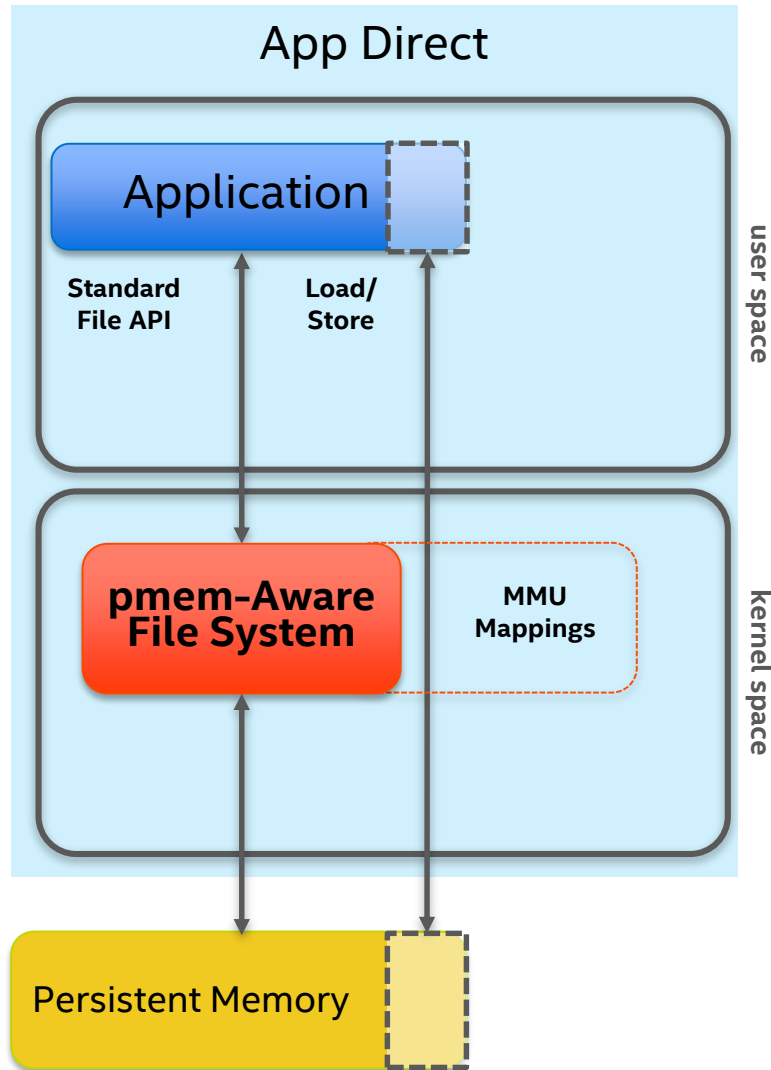 App Direct
Application
Standard
File API
Load/
Store
user space
pmem-Aware
File System
MMU
Mappings
kernel space
Persistent Memory